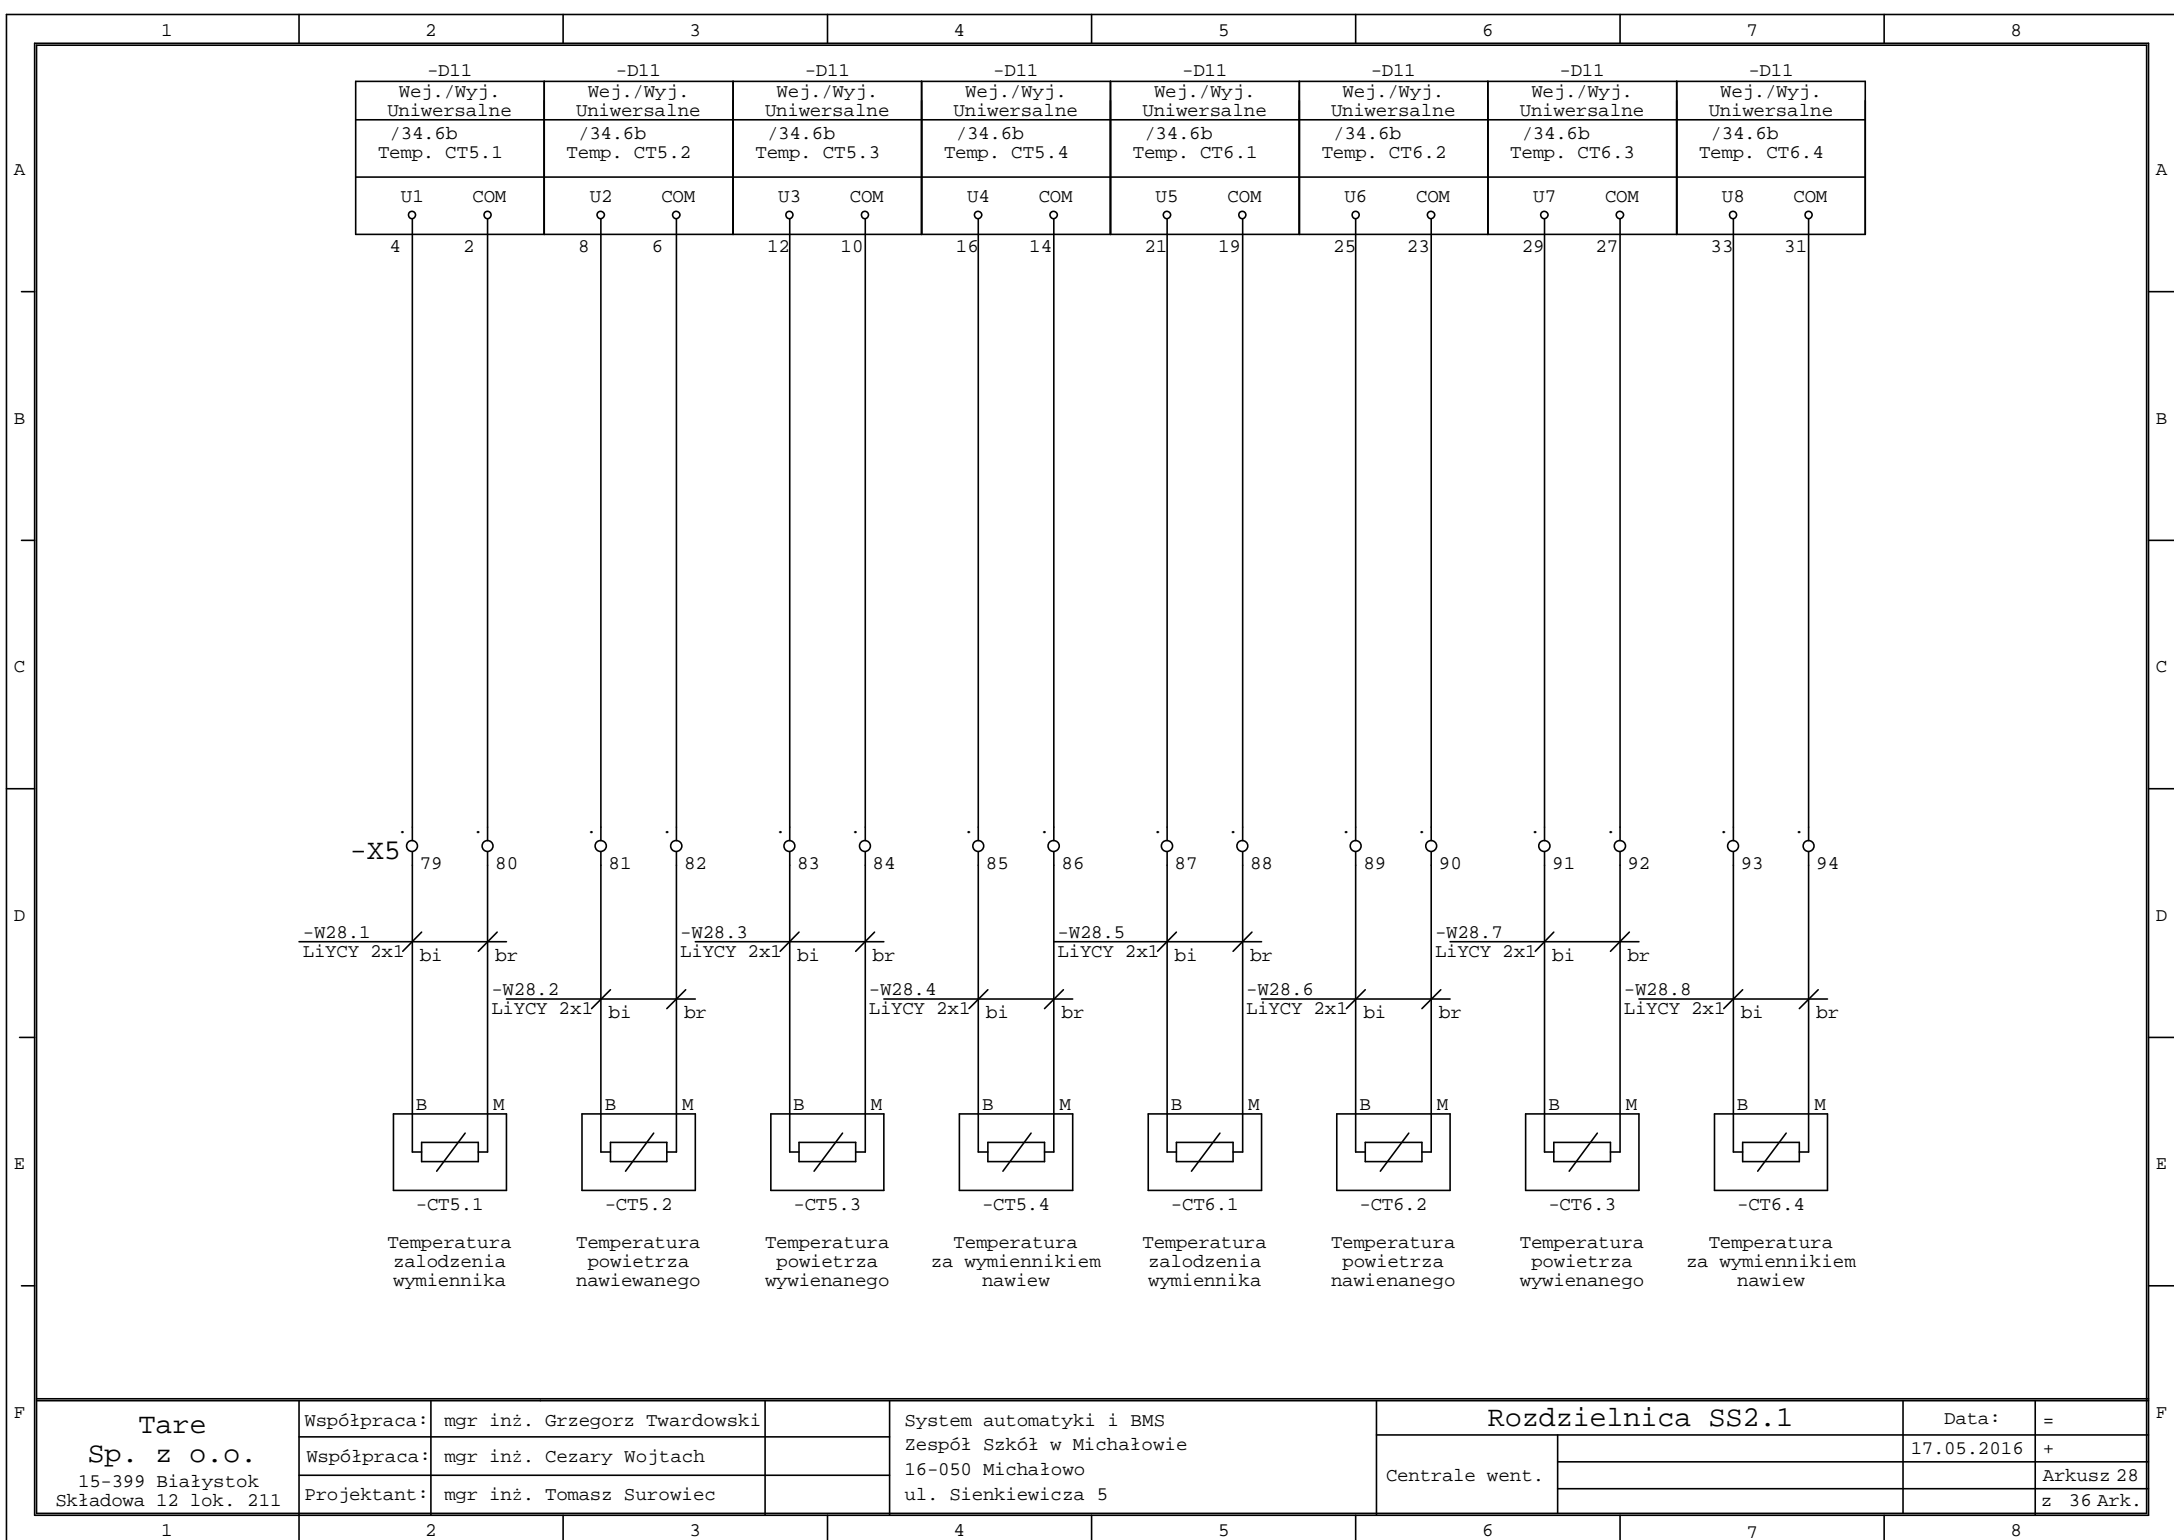 1 2 3 4 5 6 7 8
-D11 -D11 -D11 -D11 -D11 -D11 -D11 -D11
Wej./Wyj. Wej./Wyj. Wej./Wyj. Wej./Wyj. Wej./Wyj. Wej./Wyj. Wej./Wyj. Wej./Wyj.
Uniwersalne Uniwersalne Uniwersalne Uniwersalne Uniwersalne Uniwersalne Uniwersalne Uniwersalne
/34.6b /34.6b /34.6b /34.6b /34.6b /34.6b /34.6b /34.6b
Temp. CT5.1 Temp. CT5.2 Temp. CT5.3 Temp. CT5.4 Temp. CT6.1 Temp. CT6.2 Temp. CT6.3 Temp. CT6.4
A A
U1 COM U2 COM U3 COM U4 COM U5 COM U6 COM U7 COM U8 COM
4 2 8 6 12 10 16 14 21 19 25 23 29 27 33 31
B B
C C
-X5 79 80 81 82 83 84 85 86 87 88 89 90 91 92 93 94
D D
-W28.1 -W28.3 -W28.5 -W28.7
LiYCY 2x1 bi br LiYCY 2x1 bi br LiYCY 2x1 bi br LiYCY 2x1 bi br
-W28.2 -W28.4 -W28.6 -W28.8
LiYCY 2x1 bi br LiYCY 2x1 bi br LiYCY 2x1 bi br LiYCY 2x1 bi br
B M B M B M B M B M B M B M B M
E E
-CT5.1 -CT5.2 -CT5.3 -CT5.4 -CT6.1 -CT6.2 -CT6.3 -CT6.4
Temperatura Temperatura Temperatura Temperatura Temperatura Temperatura Temperatura Temperatura
zalodzenia powietrza powietrza za wymiennikiem zalodzenia powietrza powietrza za wymiennikiem
wymiennika nawiewanego wywienanego nawiew wymiennika nawienanego wywienanego nawiew
F F
Tare
Sp. z o.o.
15-399 Białystok
Składowa 12 lok. 211
Współpraca: mgr inż. Grzegorz Twardowski
Współpraca: mgr inż. Cezary Wojtach
Projektant: mgr inż. Tomasz Surowiec
System automatyki i BMS
Zespół Szkół w Michałowie
16-050 Michałowo
ul. Sienkiewicza 5
Rozdzielnica SS2.1
Centrale went.
Data: =
17.05.2016 +
Arkusz 28
z 36 Ark.
1 2 3 4 5 6 7 8